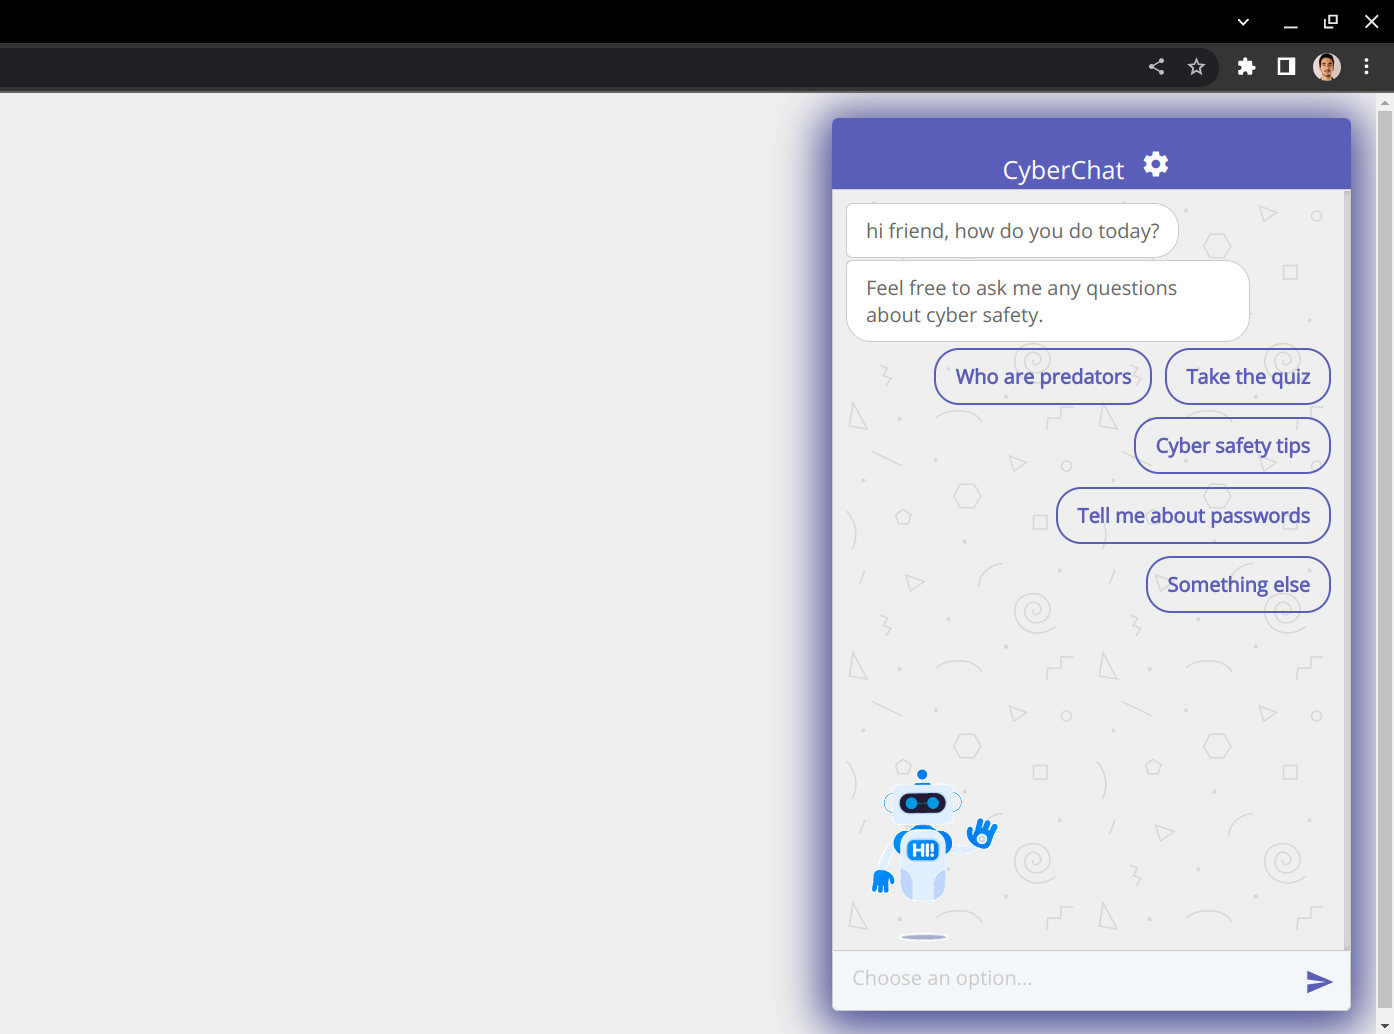 CyberChat
hi friend, how do you do today?
Feel free to ask me any questions
about cyber safety.
Who are predators
Take the quiz
Cyber safety tips
Tell me about passwords
Something else
HI!
Choose an option...